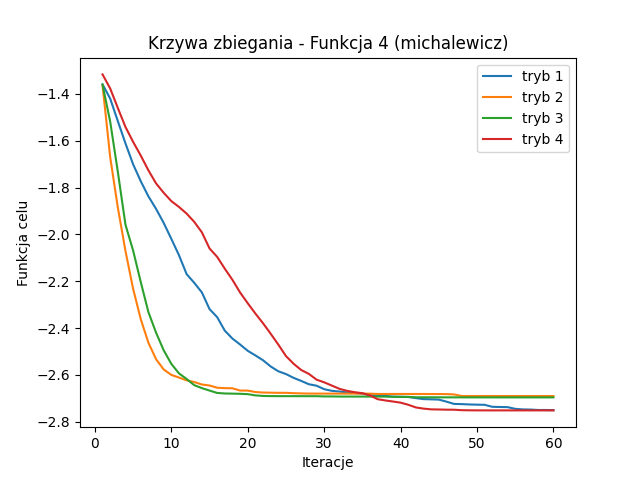 Krzywa zbiegania - Funkcja 4 (michalewicz)
tryb 1
tryb 2
tryb 3
tryb 4
Funkcja celu
−1.4
−1.6
−1.8
−2.0
−2.2
−2.4
−2.6
−2.8
0 10 20 30 40 50 60
Iteracje